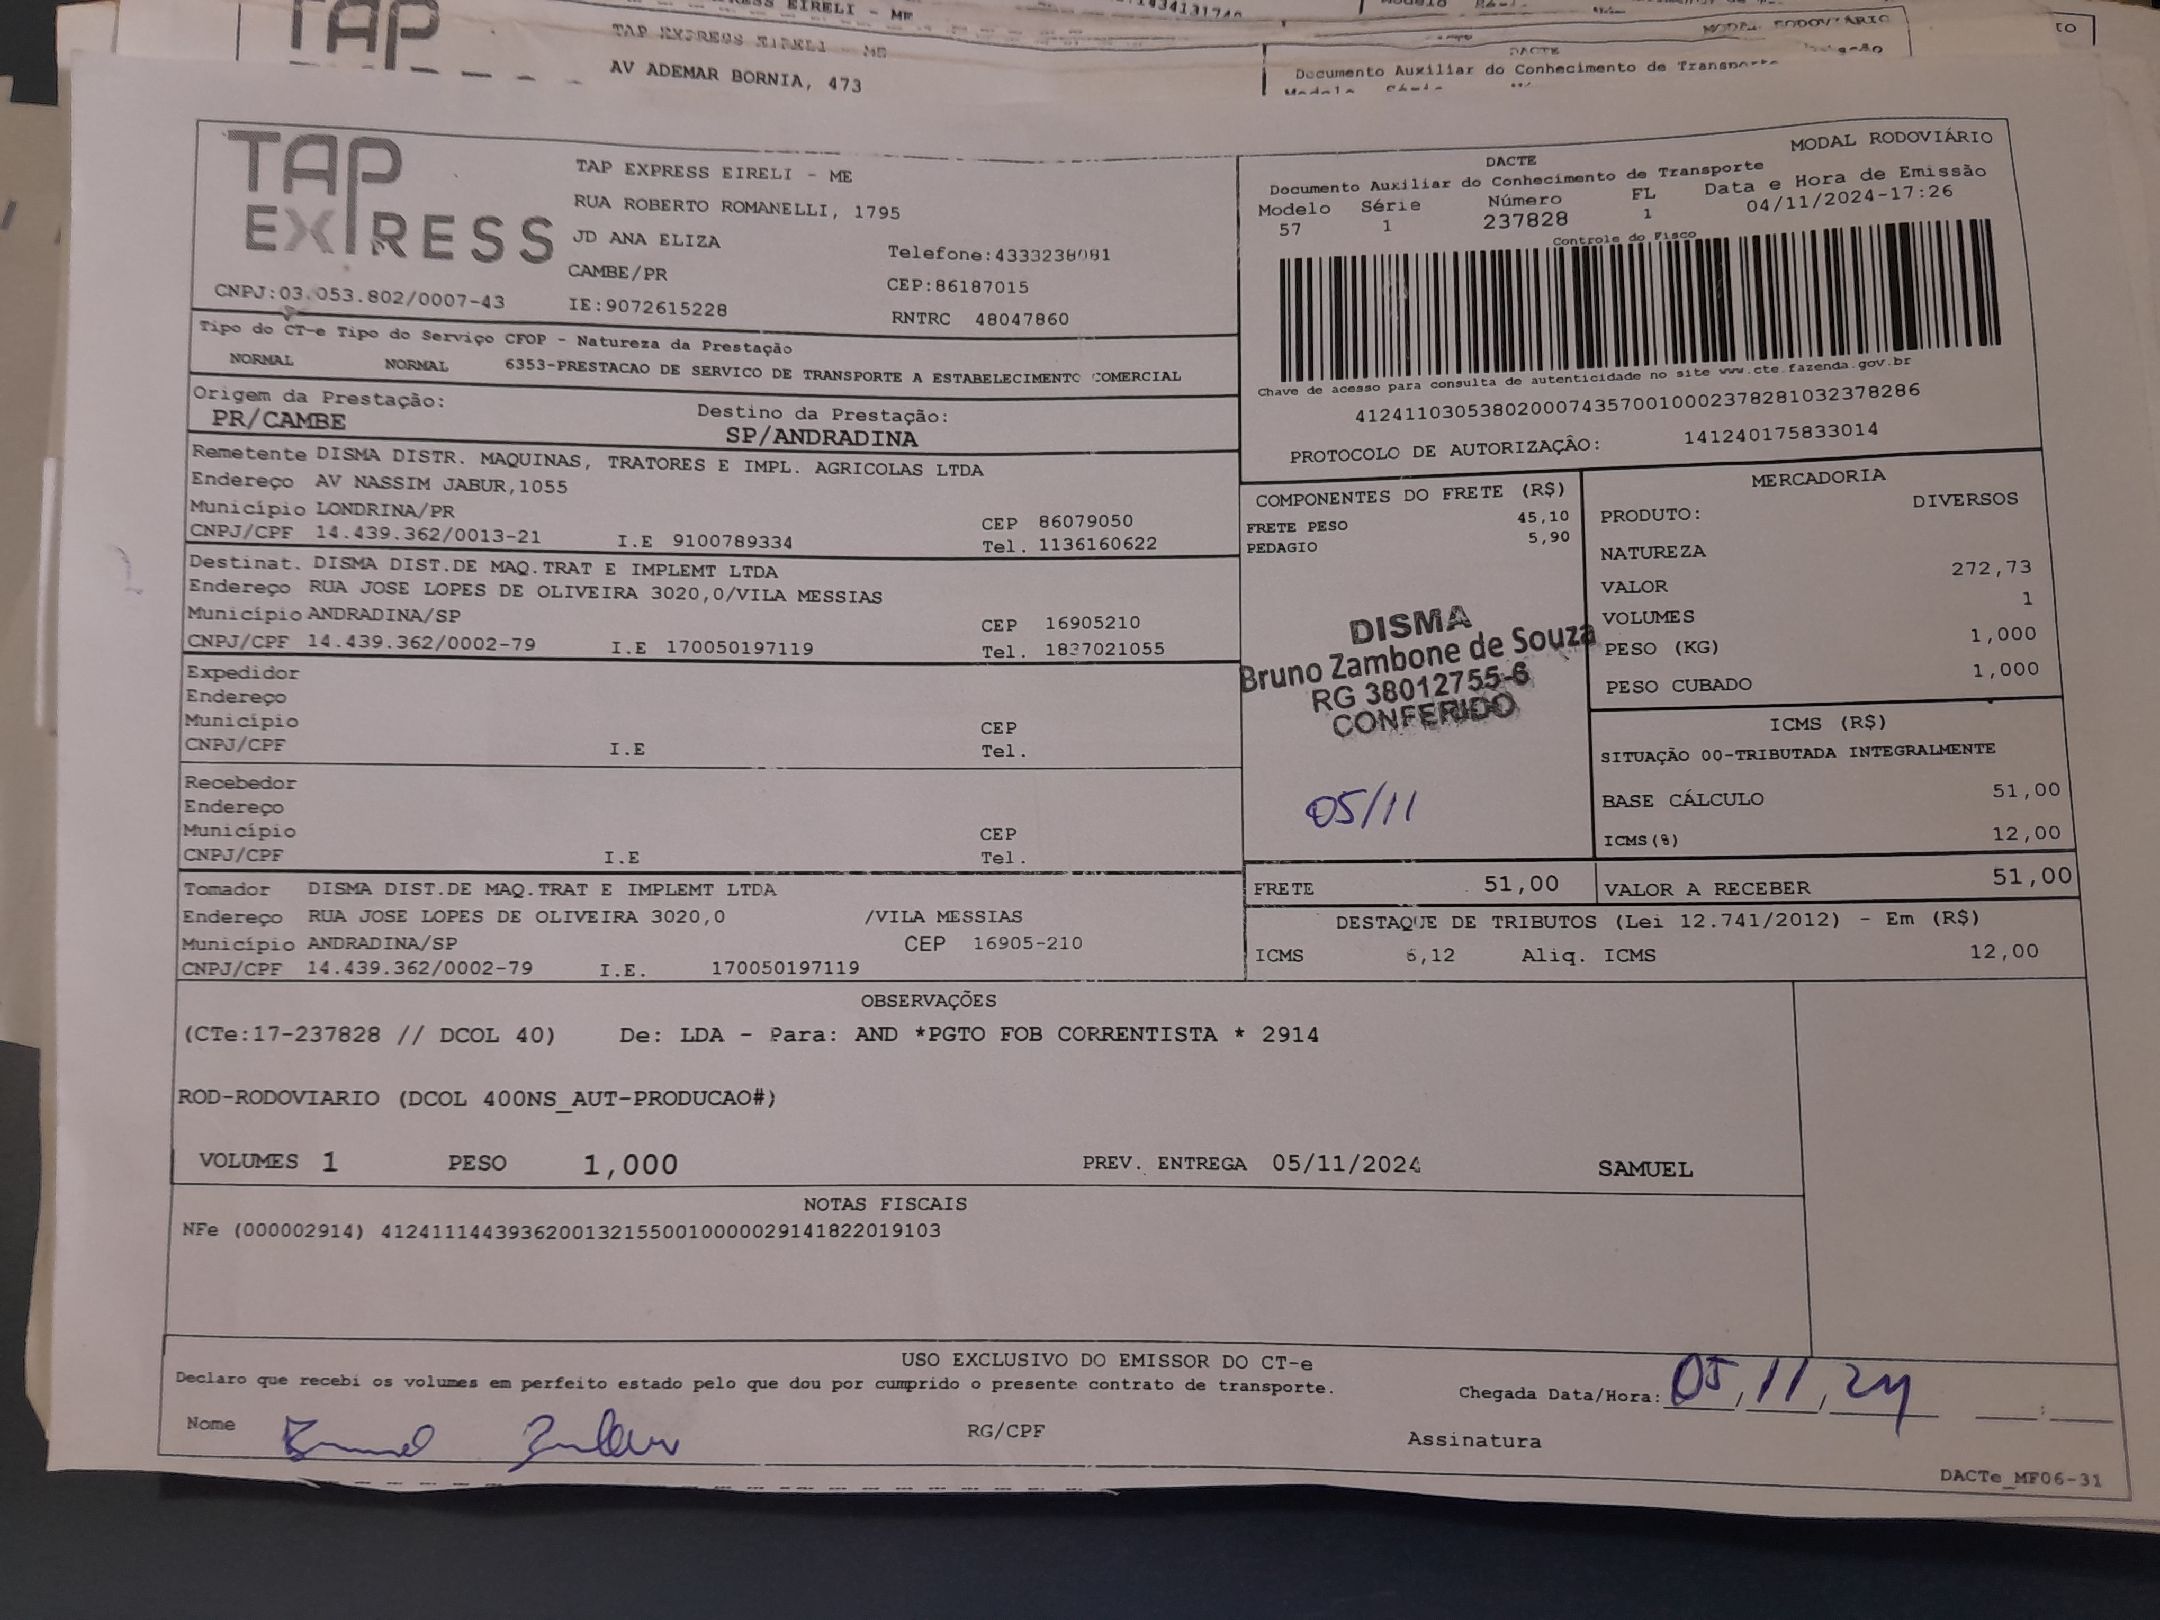 TAP EXPRESS EIRELI - ME
AV ADEMAR BORNIA, 473
DACTE
MODAL RODOVIÁRIO
Documento Auxiliar do Conhecimento de Transporte
TAP EXPRESS
CNPJ:03.053.802/0007-43
TAP EXPRESS EIRELI - ME
RUA ROBERTO ROMANELLI, 1795
JD ANA ELIZA
CAMBE/PR
IE:9072615228
Telefone:4333238081
CEP:86187015
RNTRC 48047860
DACTE
MODAL RODOVIÁRIO
Documento Auxiliar do Conhecimento de Transporte
Modelo Série Número FL Data e Hora de Emissão
57 1 237828 1 04/11/2024-17:26
Controle do Fisco
Chave de acesso para consulta de autenticidade no site www.cte.fazenda.gov.br
41241103053802000743570010002378281032378286
PROTOCOLO DE AUTORIZAÇÃO: 141240175833014
Tipo do CT-e Tipo do Serviço CFOP - Natureza da Prestação
NORMAL NORMAL 6353-PRESTACAO DE SERVICO DE TRANSPORTE A ESTABELECIMENTO COMERCIAL
Origem da Prestação: Destino da Prestação:
PR/CAMBE SP/ANDRADINA
Remetente DISMA DISTR. MAQUINAS, TRATORES E IMPL. AGRICOLAS LTDA
Endereço AV NASSIM JABUR,1055
Município LONDRINA/PR CEP 86079050
CNPJ/CPF 14.439.362/0013-21 I.E 9100789334 Tel. 1136160622
Destinat. DISMA DIST.DE MAQ.TRAT E IMPLEMT LTDA
Endereço RUA JOSE LOPES DE OLIVEIRA 3020,0/VILA MESSIAS
Município ANDRADINA/SP CEP 16905210
CNPJ/CPF 14.439.362/0002-79 I.E 170050197119 Tel. 1837021055
Expedidor
Endereço
Município CEP
CNPJ/CPF I.E Tel.
Recebedor
Endereço
Município CEP
CNPJ/CPF I.E Tel.
Tomador DISMA DIST.DE MAQ.TRAT E IMPLEMT LTDA
Endereço RUA JOSE LOPES DE OLIVEIRA 3020,0 /VILA MESSIAS
Município ANDRADINA/SP CEP 16905-210
CNPJ/CPF 14.439.362/0002-79 I.E. 170050197119
COMPONENTES DO FRETE (R$)
FRETE PESO 45,10
PEDAGIO 5,90
DISMA
Bruno Zambone de Souza
RG 38012755-6
CONFERIDO
05/11
MERCADORIA
PRODUTO: DIVERSOS
NATUREZA
VALOR 272,73
VOLUMES 1
PESO (KG) 1,000
PESO CUBADO 1,000
ICMS (R$)
SITUAÇÃO 00-TRIBUTADA INTEGRALMENTE
BASE CÁLCULO 51,00
ICMS(%) 12,00
FRETE 51,00 VALOR A RECEBER 51,00
DESTAQUE DE TRIBUTOS (Lei 12.741/2012) - Em (R$)
ICMS 6,12 Aliq. ICMS 12,00
OBSERVAÇÕES
(CTe:17-237828 // DCOL 40) De: LDA - Para: AND *PGTO FOB CORRENTISTA * 2914
ROD-RODOVIARIO (DCOL 400NS_AUT-PRODUCAO#)
VOLUMES 1 PESO 1,000 PREV. ENTREGA 05/11/2024 SAMUEL
NOTAS FISCAIS
NFe (000002914) 41241114439362001321550010000029141822019103
USO EXCLUSIVO DO EMISSOR DO CT-e
Declaro que recebi os volumes em perfeito estado pelo que dou por cumprido o presente contrato de transporte.
Chegada Data/Hora: 05,11,24 :
Nome RG/CPF Assinatura
DACTe_MF06-31